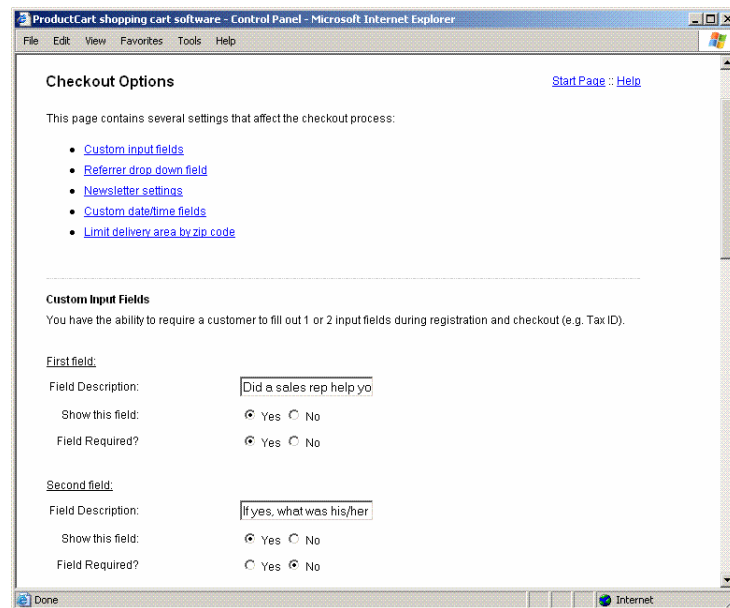 ProductCart shopping cart software - Control Panel - Microsoft Internet Explorer
File Edit View Favorites Tools Help
Checkout Options
Start Page :: Help
This page contains several settings that affect the checkout process:
Custom input fields
Referrer drop down field
Newsletter settings
Custom date/time fields
Limit delivery area by zip code
Custom Input Fields
You have the ability to require a customer to fill out 1 or 2 input fields during registration and checkout (e.g. Tax ID).
First field:
Field Description: Did a sales rep help yo
Show this field: Yes No
Field Required? Yes No
Second field:
Field Description: If yes, what was his/her
Show this field: Yes No
Field Required? Yes No
Done Internet